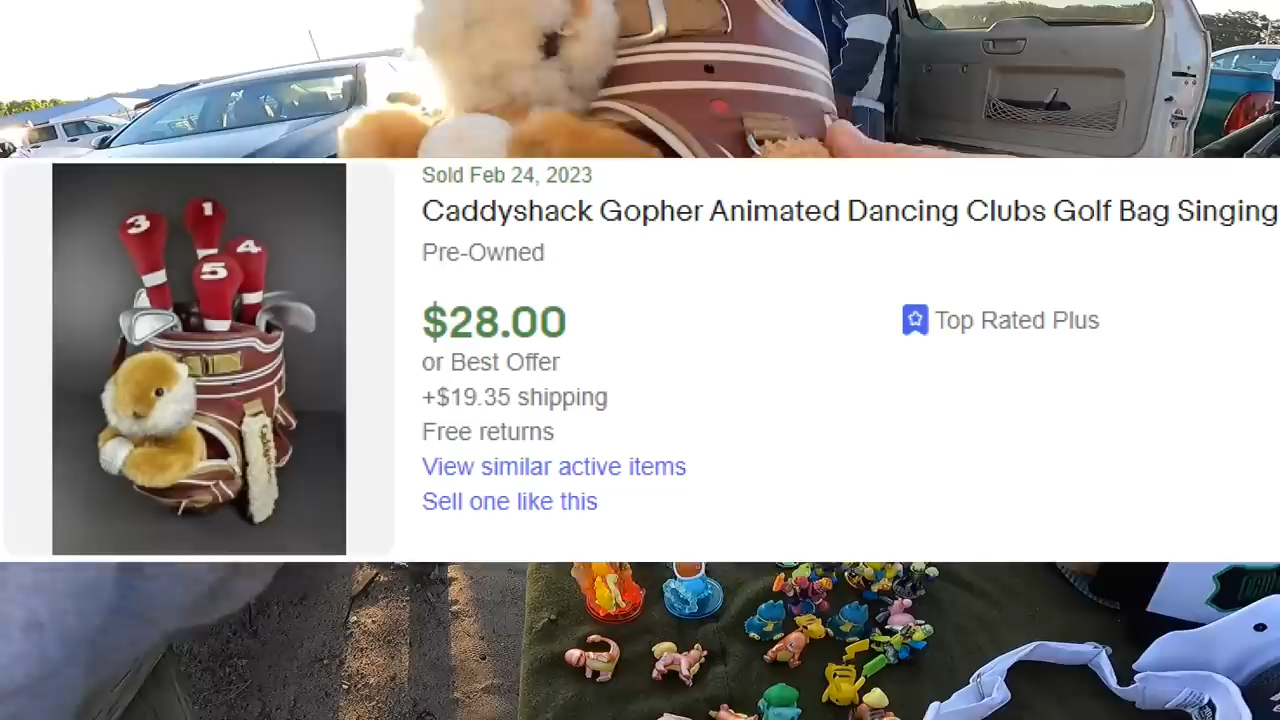 Sold Feb 24, 2023
Caddyshack Gopher Animated Dancing Clubs Golf Bag Singing
Pre-Owned
$28.00
Top Rated Plus
or Best Offer
+$19.35 shipping
Free returns
View similar active items
Sell one like this
3
1
4
5